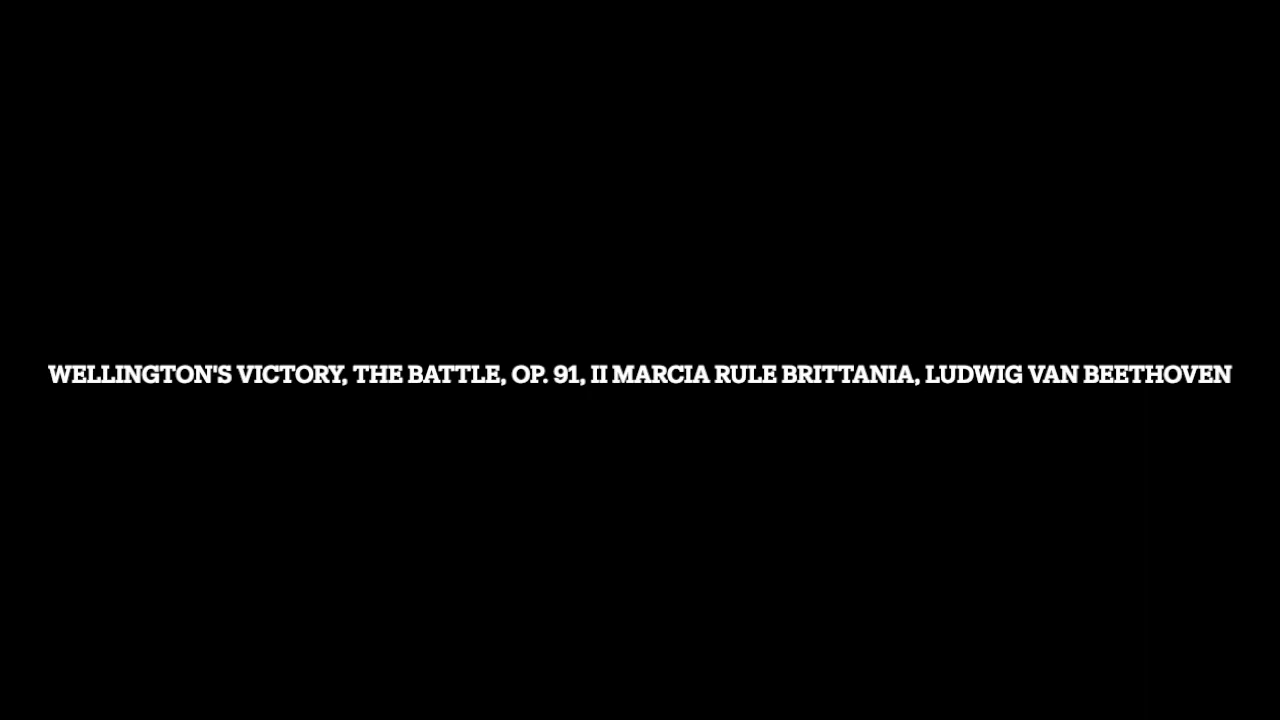 WELLINGTON'S VICTORY, THE BATTLE, OP. 91, II MARCIA RULE BRITTANIA, LUDWIG VAN BEETHOVEN